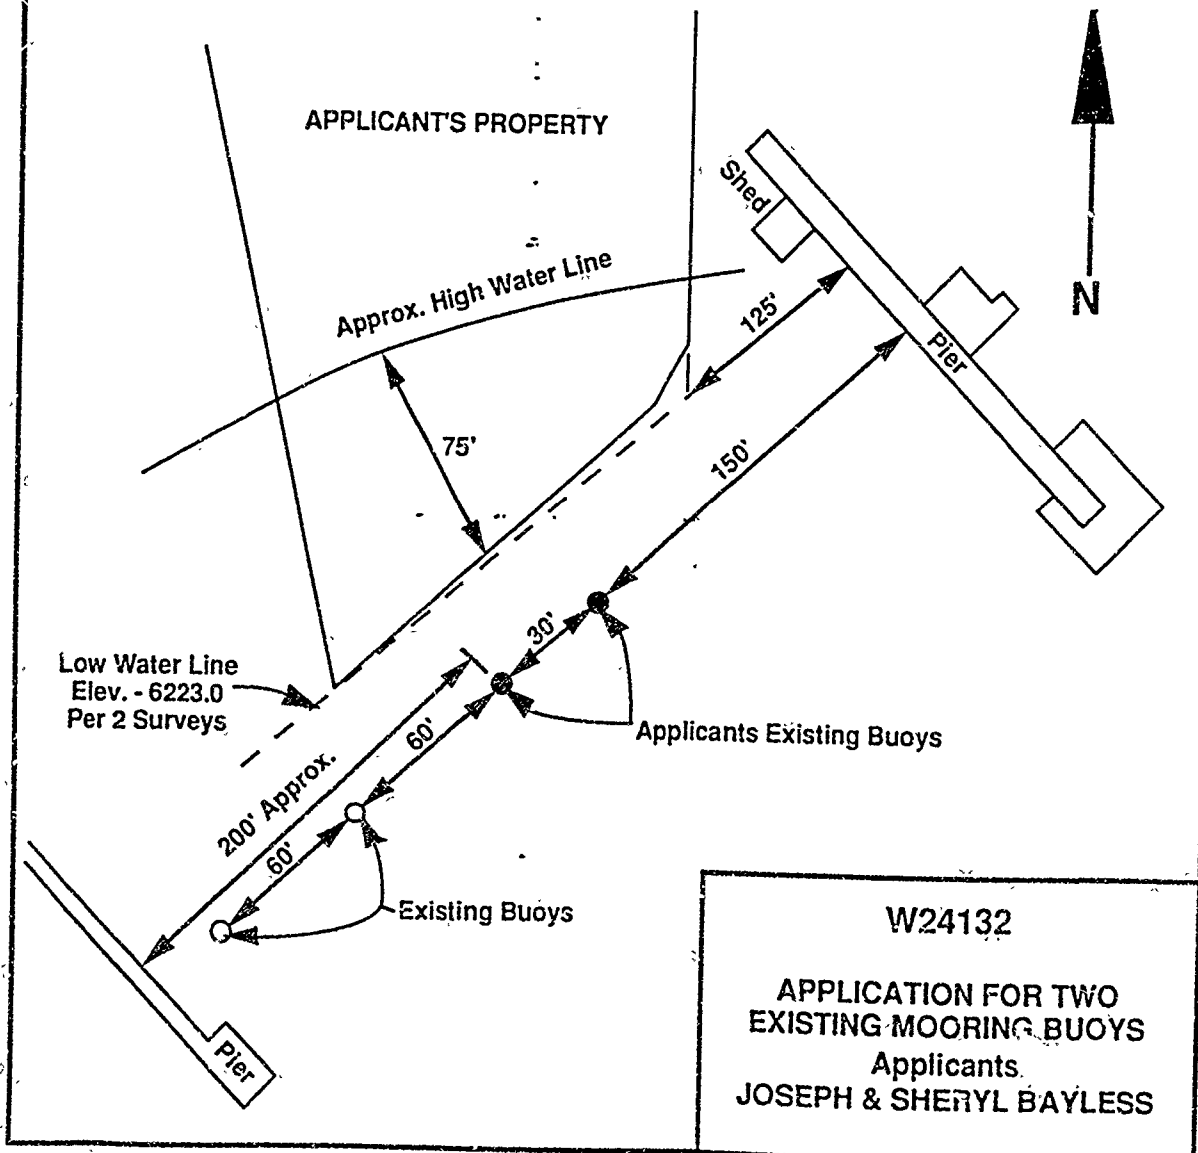 APPLICANT'S PROPERTY
Shed
Approx. High Water Line
125'
N
Pier
75'
150'
30'
Low Water Line
Elev. - 6223.0
Per 2 Surveys
60'
Applicants Existing Buoys
200' Approx.
60'
Existing Buoys
Pier
W24132
APPLICATION FOR TWO
EXISTING MOORING BUOYS
Applicants
JOSEPH & SHERYL BAYLESS